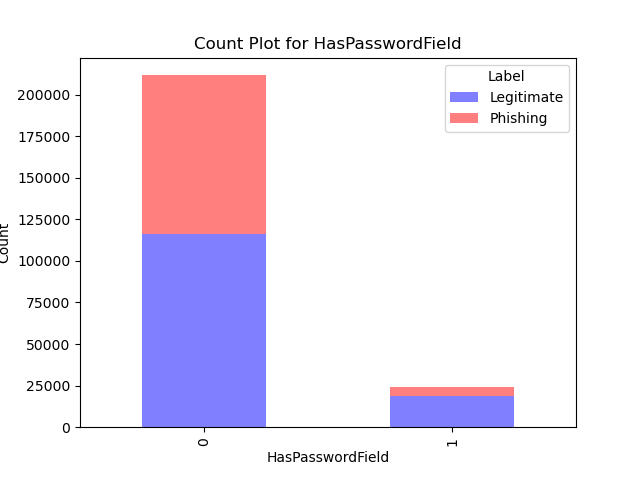 Count Plot for HasPasswordField
Label
Legitimate
Phishing
Count
200000
175000
150000
125000
100000
75000
50000
25000
0
0
1
HasPasswordField